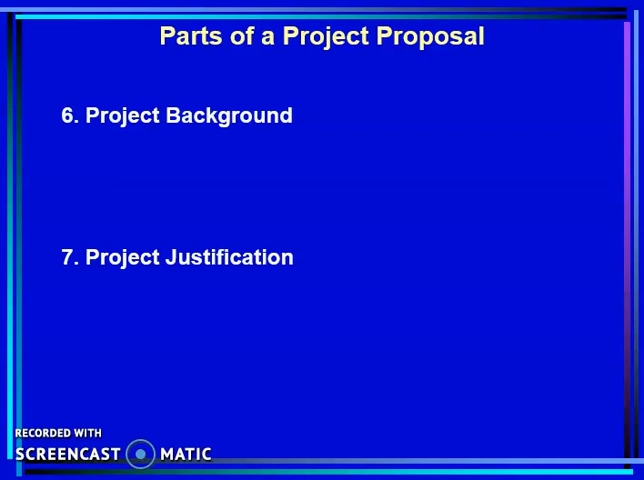 Parts of a Project Proposal
6. Project Background
7. Project Justification
RECORDED WITH
SCREENCAST MATIC